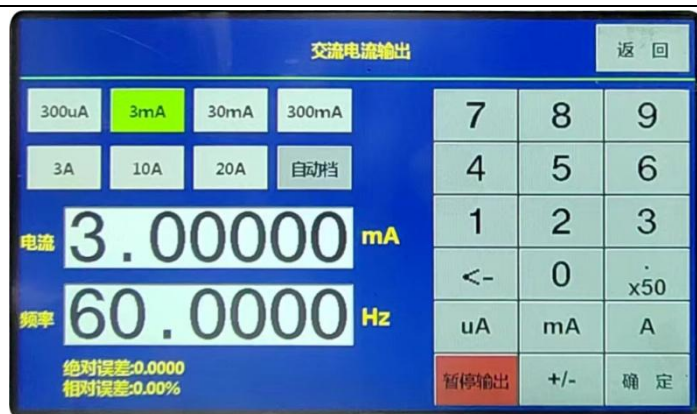 交流电流输出
返 回
300uA 3mA 30mA 300mA
3A 10A 20A 自动档
电流 3.00000 mA
频率 60.0000 Hz
绝对误差:0.0000
相对误差:0.00%
7 8 9
4 5 6
1 2 3
<- 0 . x50
uA mA A
暂停输出 +/- 确 定